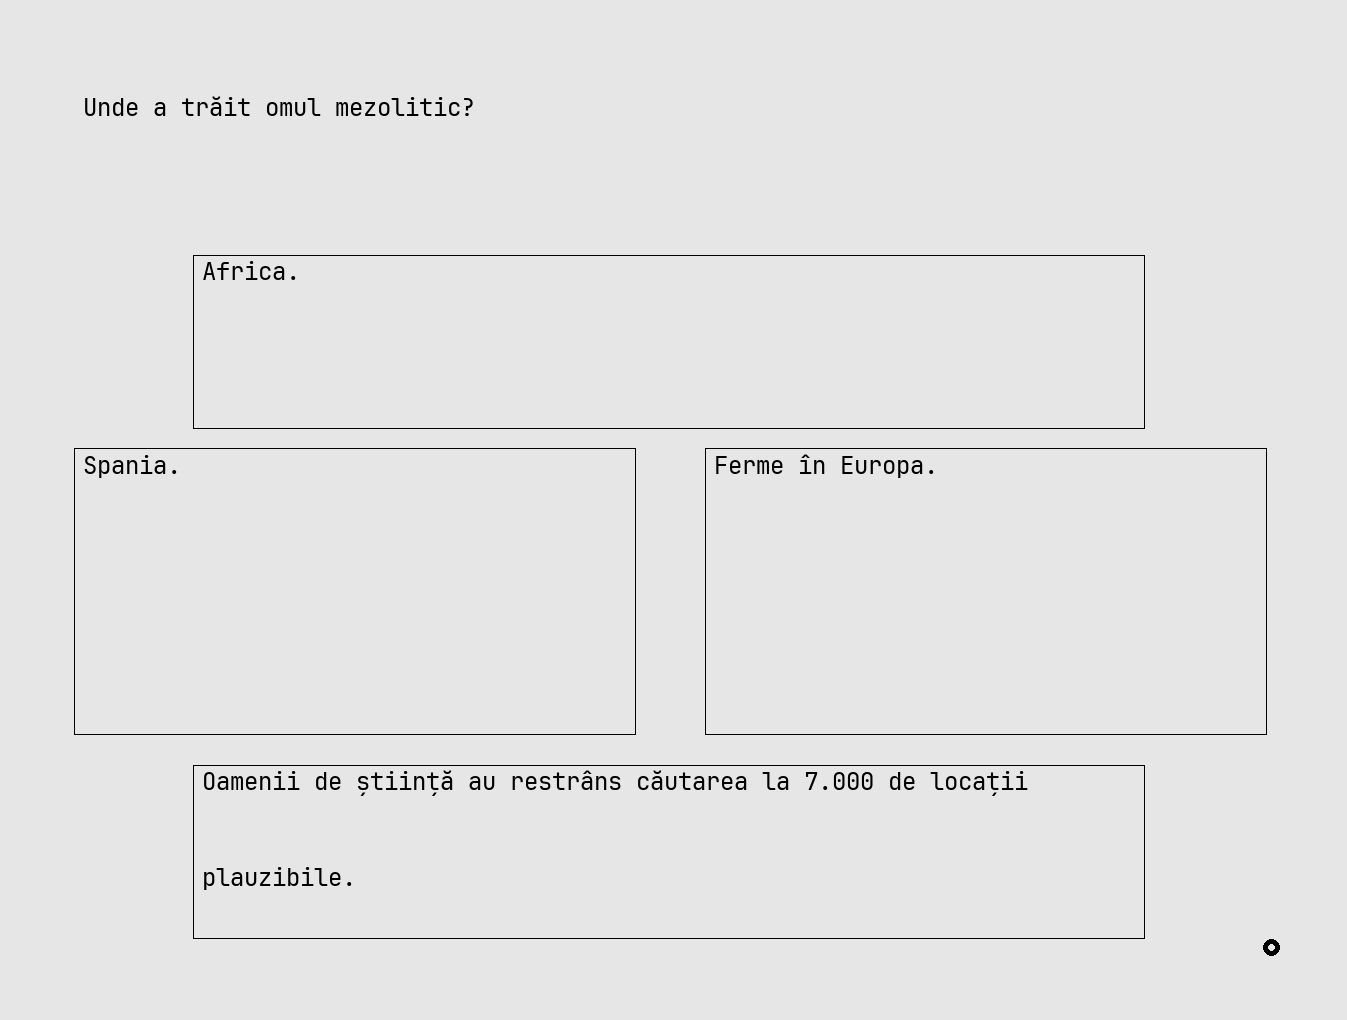 Unde a trăit omul mezolitic?
Africa.
Spania.
Ferme în Europa.
Oamenii de știință au restrâns căutarea la 7.000 de locații
plauzibile.